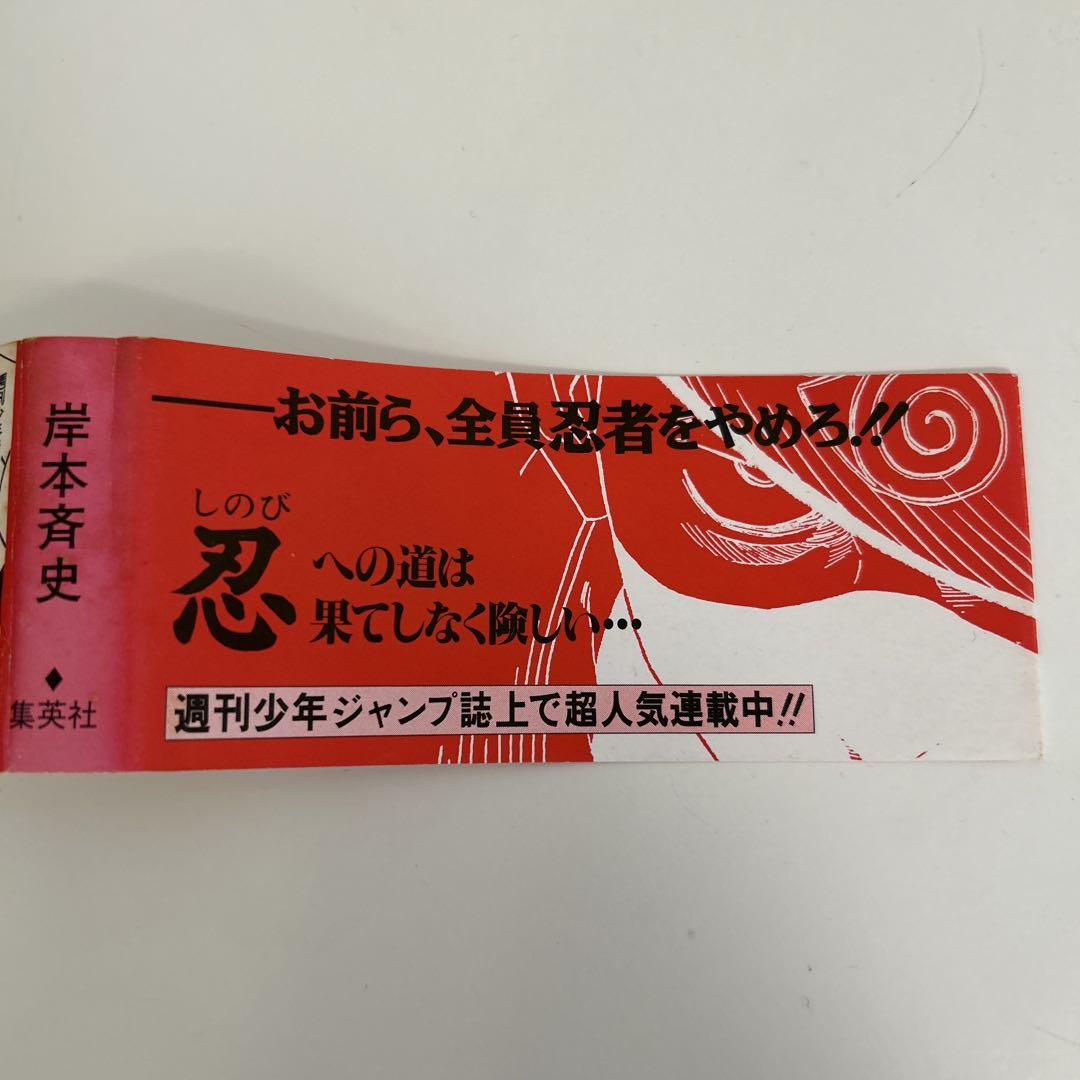 岸本斉史
◆
集英社
――お前ら、全員忍者をやめろ!!
しのび
忍への道は
果てしなく険しい…
週刊少年ジャンプ誌上で超人気連載中!!